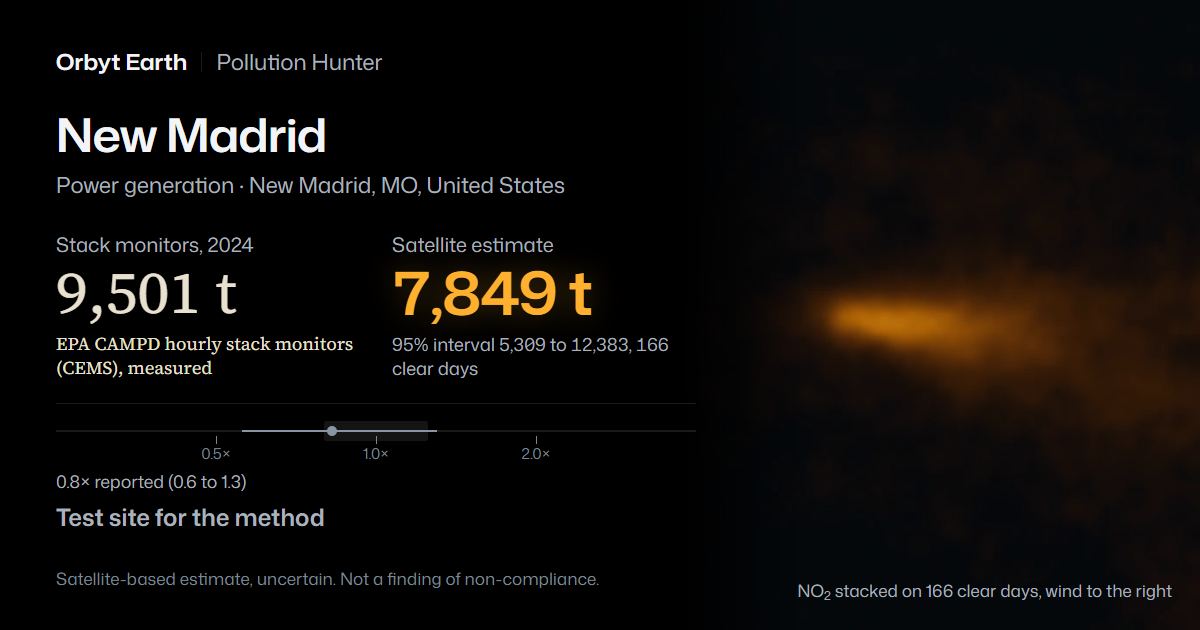 Orbyt Earth | Pollution Hunter
New Madrid
Power generation · New Madrid, MO, United States
Stack monitors, 2024
9,501 t
EPA CAMPD hourly stack monitors
(CEMS), measured
Satellite estimate
7,849 t
95% interval 5,309 to 12,383, 166
clear days
0.5× 1.0× 2.0×
0.8× reported (0.6 to 1.3)
Test site for the method
Satellite-based estimate, uncertain. Not a finding of non-compliance.
NO₂ stacked on 166 clear days, wind to the right